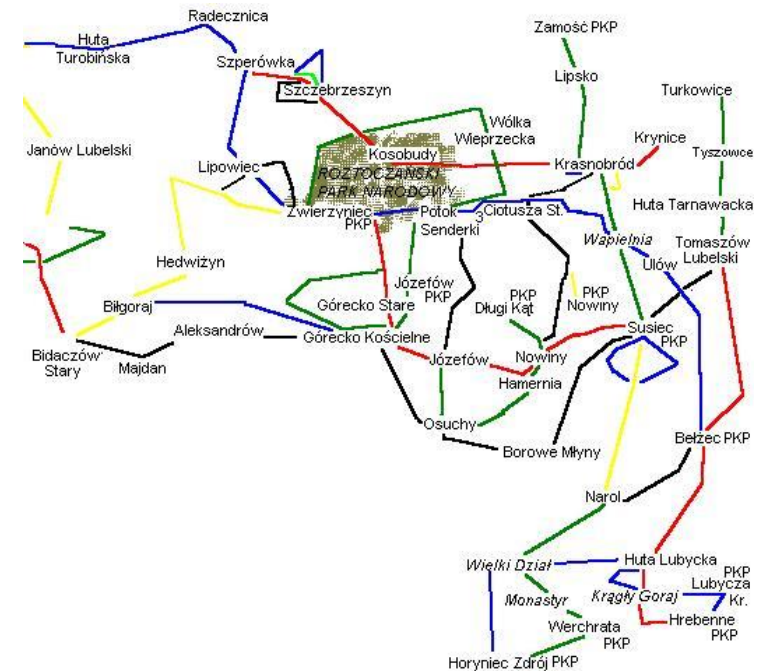 Radecznica
Zamość PKP
Huta
Turobińska
Szperówka
Lipsko
Szczebrzeszyn
Turkowice
Wólka
Wieprzecka
Krynice
Janów Lubelski
Kosobudy
Tyszowce
Lipowiec
Krasnobród
ROZTOCZAŃSKI
PARK NARODOWY
Zwierzyniec
PKP
Potok
Senderki
3
Ciotusza St.
Huta Tarnawacka
Wapielnia
Tomaszów
Lubelski
Hedwiżyn
Ulów
Józefów
PKP
Biłgoraj
Górecko Stare
PKP
Długi Kąt
PKP
Nowiny
Aleksandrów
Górecko Kościelne
Susiec
PKP
Bidaczów
Stary
Majdan
Józefów
Nowiny
Hamernia
Osuchy
Borowe Młyny
Bełżec PKP
Narol
Wielki Dział
Huta Lubycka
PKP
Lubycza
Kr.
Monastyr
Krągły Goraj
Werchrata
PKP
Hrebenne
PKP
Horyniec Zdrój PKP